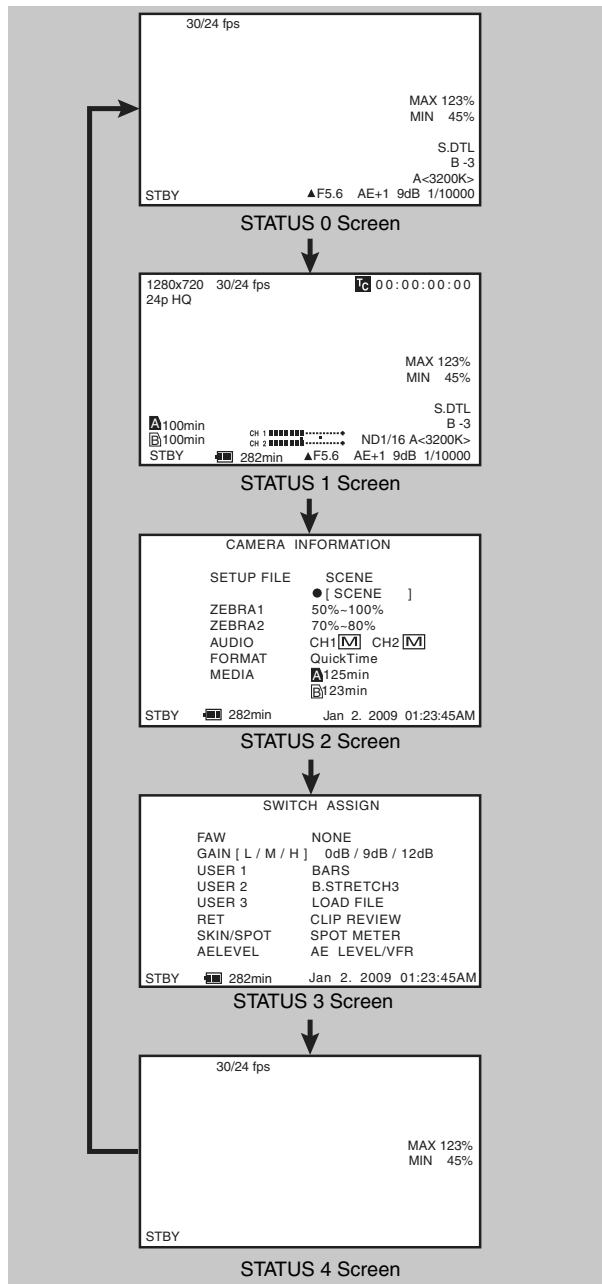 30/24 fps
MAX 123%
MIN 45%
S.DTL
B -3
A<3200K>
STBY ▲F5.6 AE+1 9dB 1/10000
STATUS 0 Screen
1280x720 30/24 fps TC 00:00:00:00
24p HQ
MAX 123%
MIN 45%
S.DTL
A100min B -3
B100min CH 1 ND1/16 A<3200K>
CH 2
STBY 282min ▲F5.6 AE+1 9dB 1/10000
STATUS 1 Screen
CAMERA INFORMATION
SETUP FILE SCENE
●[ SCENE ]
ZEBRA1 50%~100%
ZEBRA2 70%~80%
AUDIO CH1 M CH2 M
FORMAT QuickTime
MEDIA A125min
B123min
STBY 282min Jan 2. 2009 01:23:45AM
STATUS 2 Screen
SWITCH ASSIGN
FAW NONE
GAIN [ L / M / H ] 0dB / 9dB / 12dB
USER 1 BARS
USER 2 B.STRETCH3
USER 3 LOAD FILE
RET CLIP REVIEW
SKIN/SPOT SPOT METER
AELEVEL AE LEVEL/VFR
STBY 282min Jan 2. 2009 01:23:45AM
STATUS 3 Screen
30/24 fps
MAX 123%
MIN 45%
STBY
STATUS 4 Screen